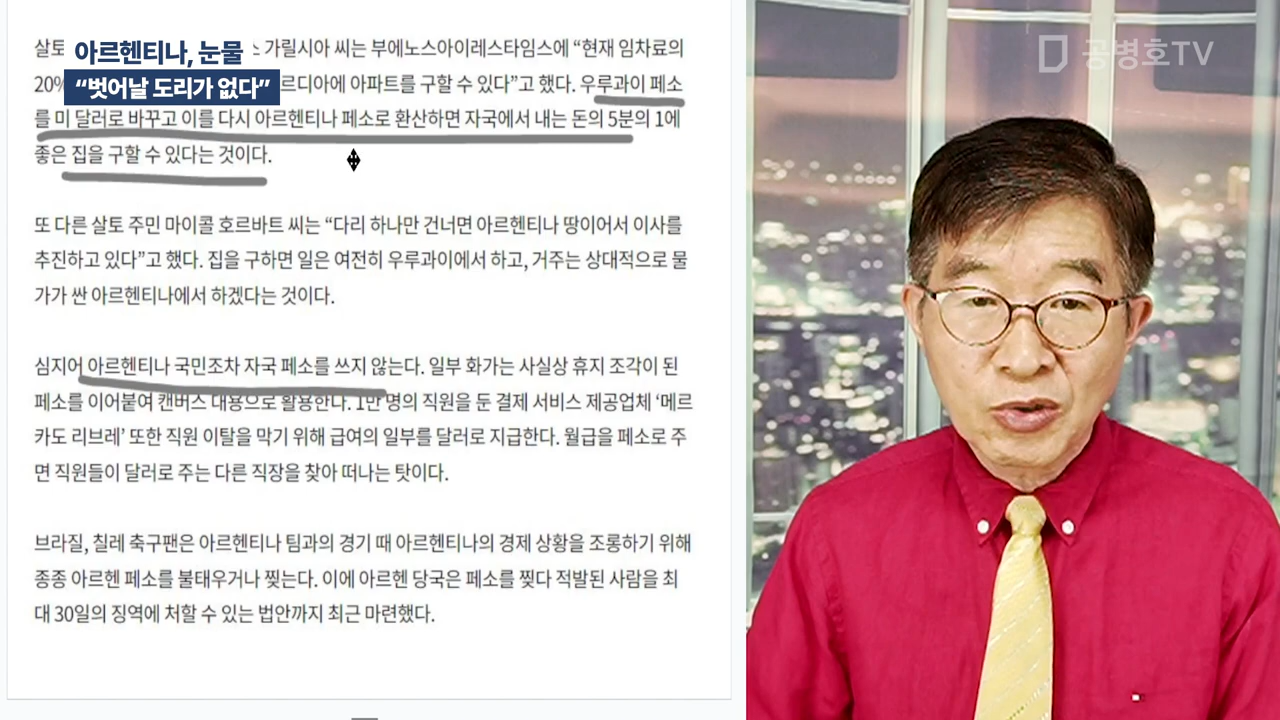 아르헨티나, 눈물
“벗어날 도리가 없다”
공병호TV
살토 가릴시아 씨는 부에노스아이레스타임스에 “현재 임차료의
20% 르디아에 아파트를 구할 수 있다”고 했다. 우루과이 페소
를 미 달러로 바꾸고 이를 다시 아르헨티나 페소로 환산하면 자국에서 내는 돈의 5분의 1에
좋은 집을 구할 수 있다는 것이다.
또 다른 살토 주민 마이콜 호르바트 씨는 “다리 하나만 건너면 아르헨티나 땅이어서 이사를
추진하고 있다”고 했다. 집을 구하면 일은 여전히 우루과이에서 하고, 거주는 상대적으로 물
가가 싼 아르헨티나에서 하겠다는 것이다.
심지어 아르헨티나 국민조차 자국 페소를 쓰지 않는다. 일부 화가는 사실상 휴지 조각이 된
페소를 이어붙여 캔버스 대용으로 활용한다. 1만 명의 직원을 둔 결제 서비스 제공업체 ‘메르
카도 리브레’ 또한 직원 이탈을 막기 위해 급여의 일부를 달러로 지급한다. 월급을 페소로 주
면 직원들이 달러로 주는 다른 직장을 찾아 떠나는 탓이다.
브라질, 칠레 축구팬은 아르헨티나 팀과의 경기 때 아르헨티나의 경제 상황을 조롱하기 위해
종종 아르헨 페소를 불태우거나 찢는다. 이에 아르헨 당국은 페소를 찢다 적발된 사람을 최
대 30일의 징역에 처할 수 있는 법안까지 최근 마련했다.